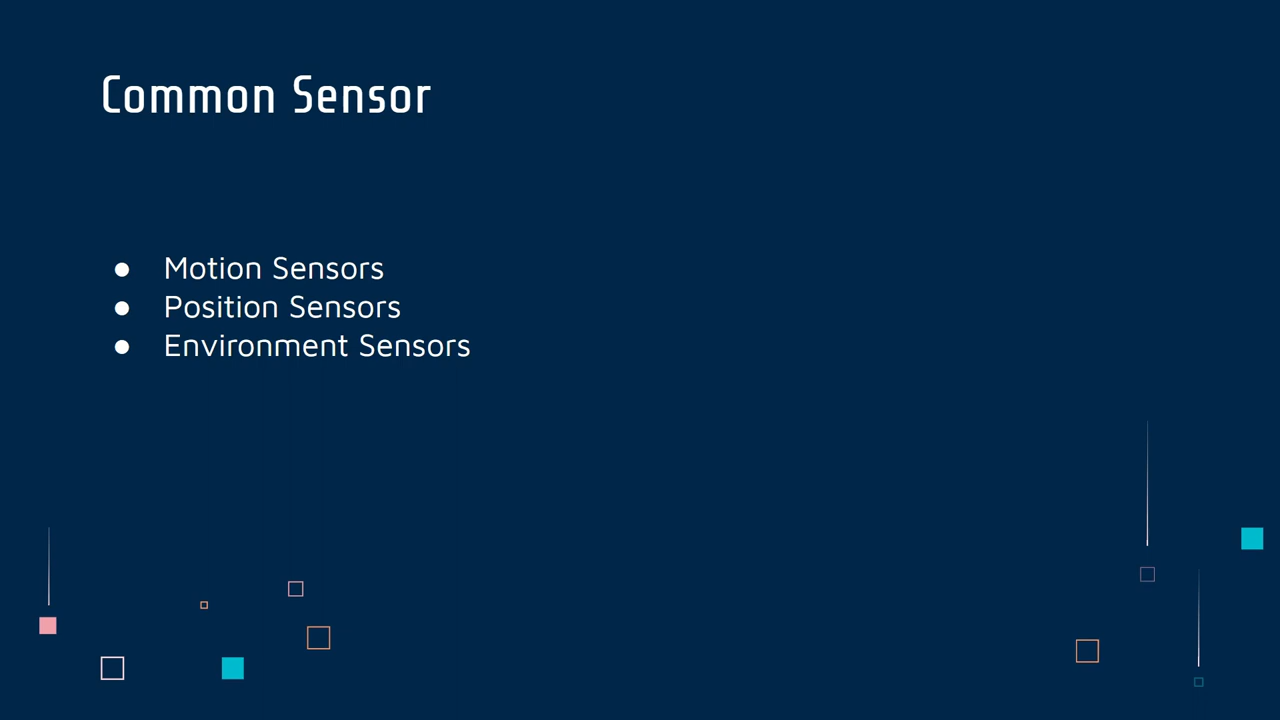 Common Sensor
● Motion Sensors
● Position Sensors
● Environment Sensors